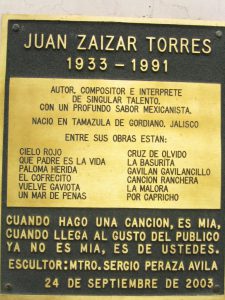 JUAN ZAIZAR TORRES
1933 - 1991
AUTOR, COMPOSITOR E INTERPRETE
DE SINGULAR TALENTO.
CON UN PROFUNDO SABOR MEXICANISTA.
NACIO EN TAMAZULA DE GORDIANO. JALISCO
ENTRE SUS OBRAS ESTAN:
CIELO ROJO
QUE PADRE ES LA VIDA
PALOMA HERIDA
EL COFRECITO
VUELVE GAVIOTA
UN MAR DE PENAS
CRUZ DE OLVIDO
LA BASURITA
GAVILAN GAVILANCILLO
CANCION RANCHERA
LA MALORA
POR CAPRICHO
CUANDO HAGO UNA CANCION, ES MIA,
CUANDO LLEGA AL GUSTO DEL PUBLICO
YA NO ES MIA, ES DE USTEDES.
ESCULTOR: MTRO. SERGIO PERAZA AVILA
24 DE SEPTIEMBRE DE 2003